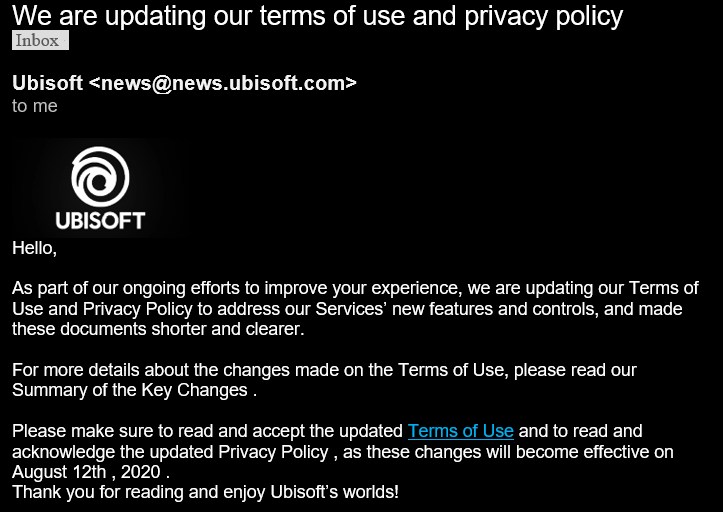 We are updating our terms of use and privacy policy
Inbox
Ubisoft <news@news.ubisoft.com>
to me
UBISOFT
Hello,
As part of our ongoing efforts to improve your experience, we are updating our Terms of
Use and Privacy Policy to address our Services’ new features and controls, and made
these documents shorter and clearer.
For more details about the changes made on the Terms of Use, please read our
Summary of the Key Changes .
Please make sure to read and accept the updated Terms of Use and to read and
acknowledge the updated Privacy Policy , as these changes will become effective on
August 12th , 2020 .
Thank you for reading and enjoy Ubisoft’s worlds!